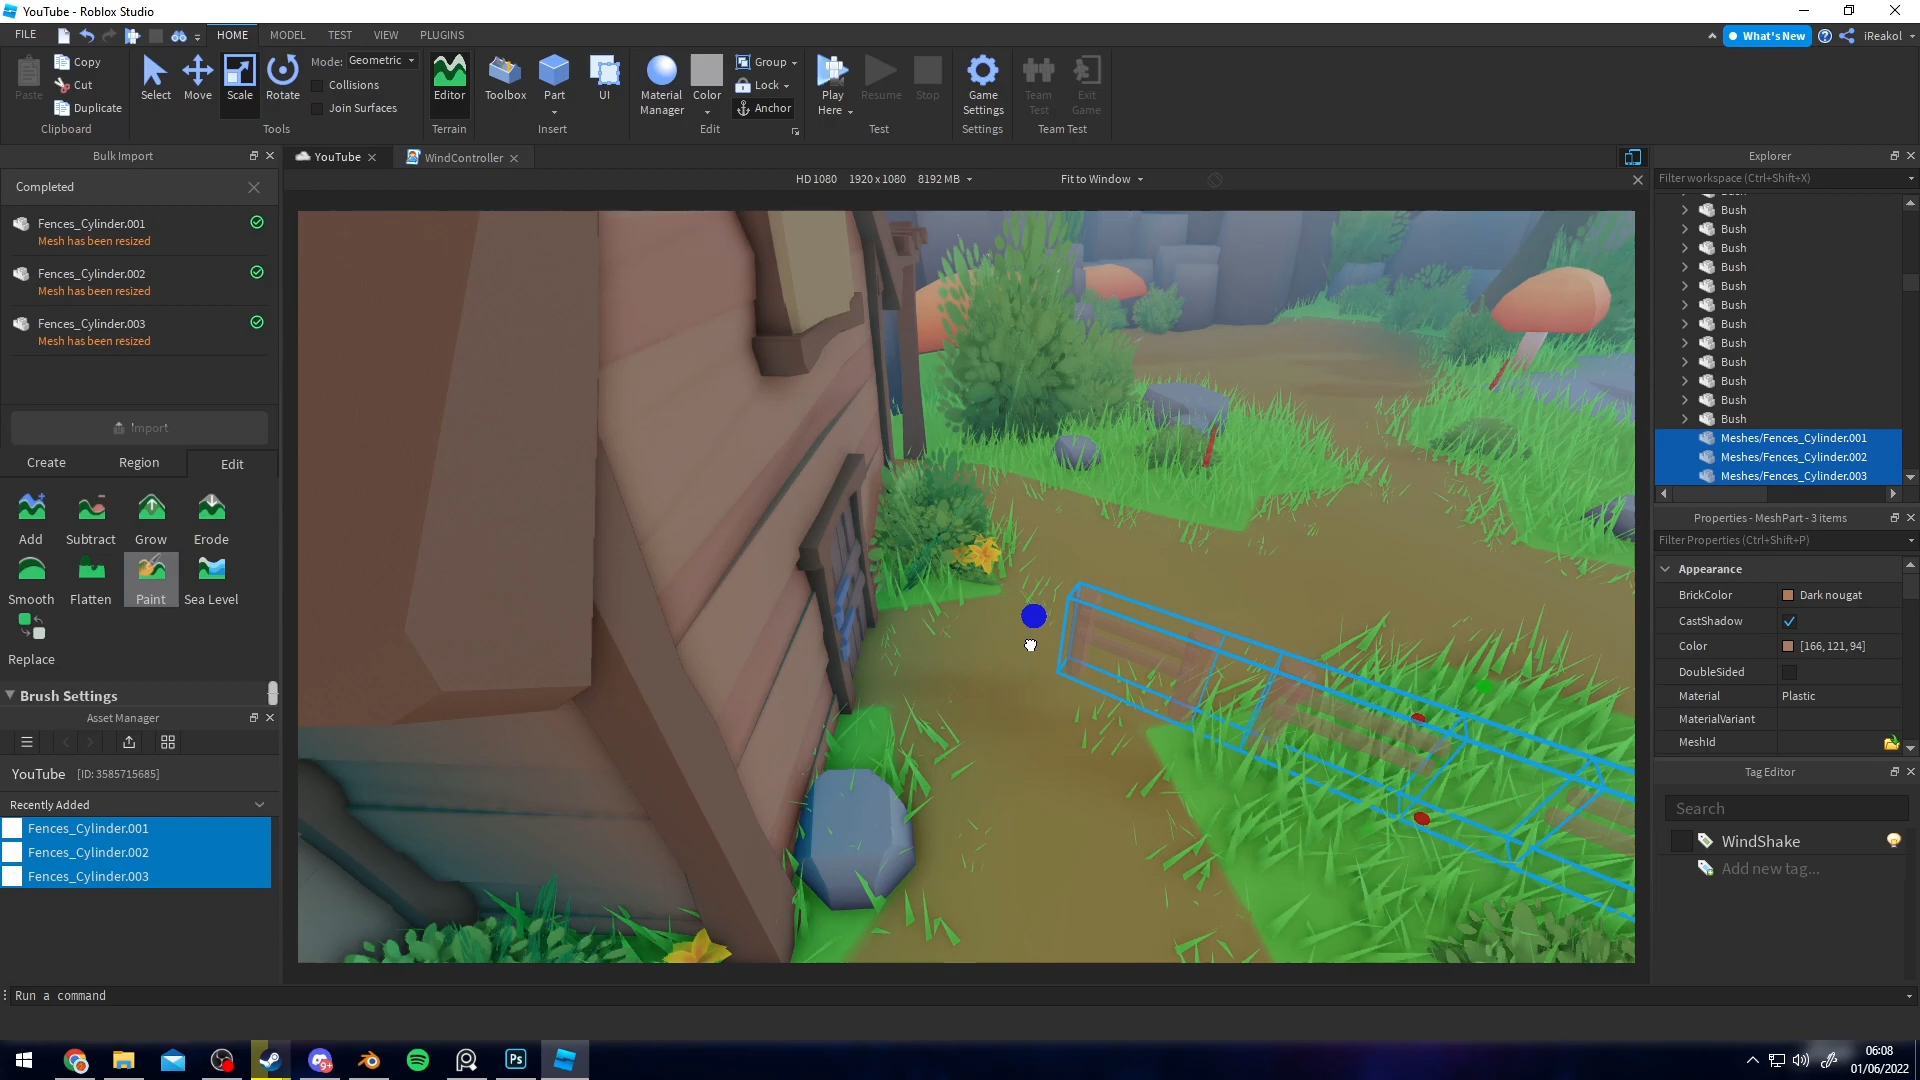 YouTube - Roblox Studio
FILE
HOME
MODEL
TEST
VIEW
PLUGINS
What's New
iReakol
Paste
Copy
Cut
Duplicate
Clipboard
Select
Move
Scale
Rotate
Mode: Geometric
Collisions
Join Surfaces
Tools
Editor
Terrain
Toolbox
Part
UI
Insert
Material
Manager
Color
Group
Lock
Anchor
Edit
Play
Here
Resume
Stop
Test
Game
Settings
Settings
Team
Test
Exit
Game
Team Test
Bulk Import
Completed
Fences_Cylinder.001
Mesh has been resized
Fences_Cylinder.002
Mesh has been resized
Fences_Cylinder.003
Mesh has been resized
Import
Create
Region
Edit
Add
Subtract
Grow
Erode
Smooth
Flatten
Paint
Sea Level
Replace
Brush Settings
Asset Manager
YouTube [ID: 3585715685]
Recently Added
Fences_Cylinder.001
Fences_Cylinder.002
Fences_Cylinder.003
YouTube
WindController
HD 1080 1920 x 1080 8192 MB
Fit to Window
Explorer
Filter workspace (Ctrl+Shift+X)
Bush
Bush
Bush
Bush
Bush
Bush
Bush
Bush
Bush
Bush
Bush
Bush
Bush
Meshes/Fences_Cylinder.001
Meshes/Fences_Cylinder.002
Meshes/Fences_Cylinder.003
Properties - MeshPart - 3 items
Filter Properties (Ctrl+Shift+P)
Appearance
BrickColor Dark nougat
CastShadow
Color [166, 121, 94]
DoubleSided
Material Plastic
MaterialVariant
MeshId
Tag Editor
Search
WindShake
Add new tag...
Run a command
9+
Ps
06:08
01/06/2022